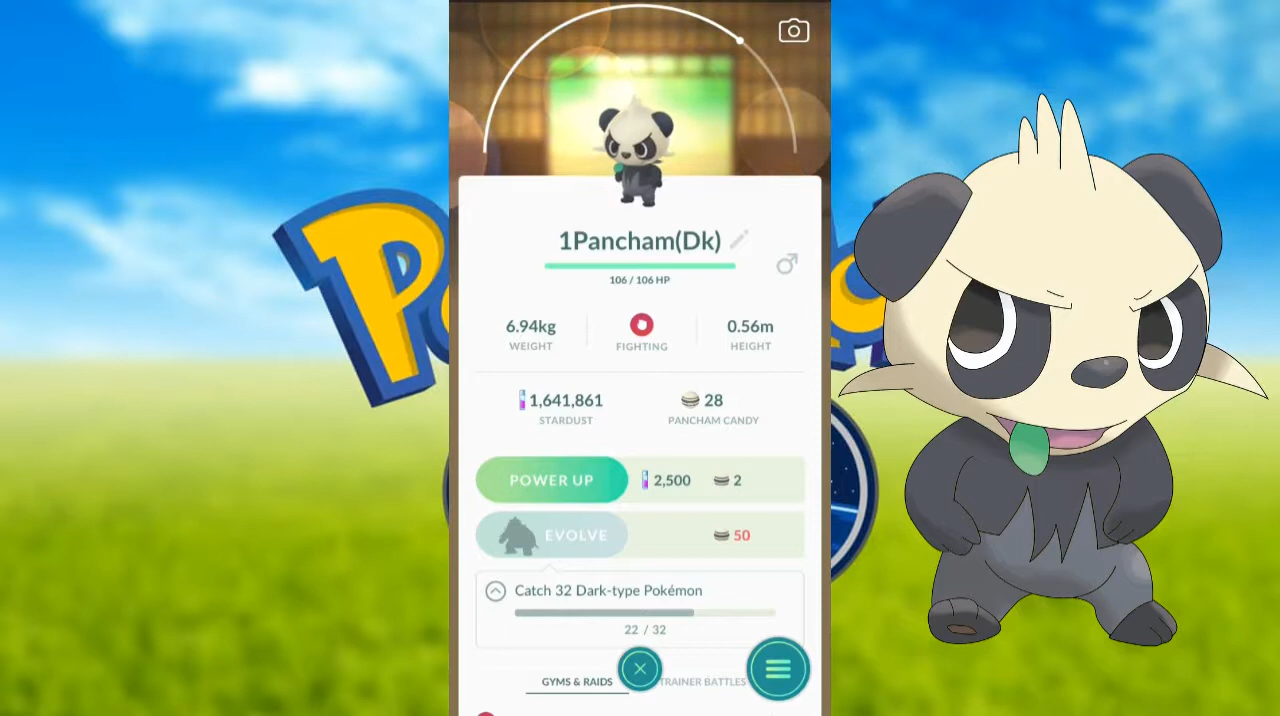 1Pancham(Dk)
106 / 106 HP
6.94kg
WEIGHT
FIGHTING
0.56m
HEIGHT
1,641,861
STARDUST
28
PANCHAM CANDY
POWER UP 2,500 2
EVOLVE 50
Catch 32 Dark-type Pokémon
22 / 32
GYMS & RAIDS TRAINER BATTLES